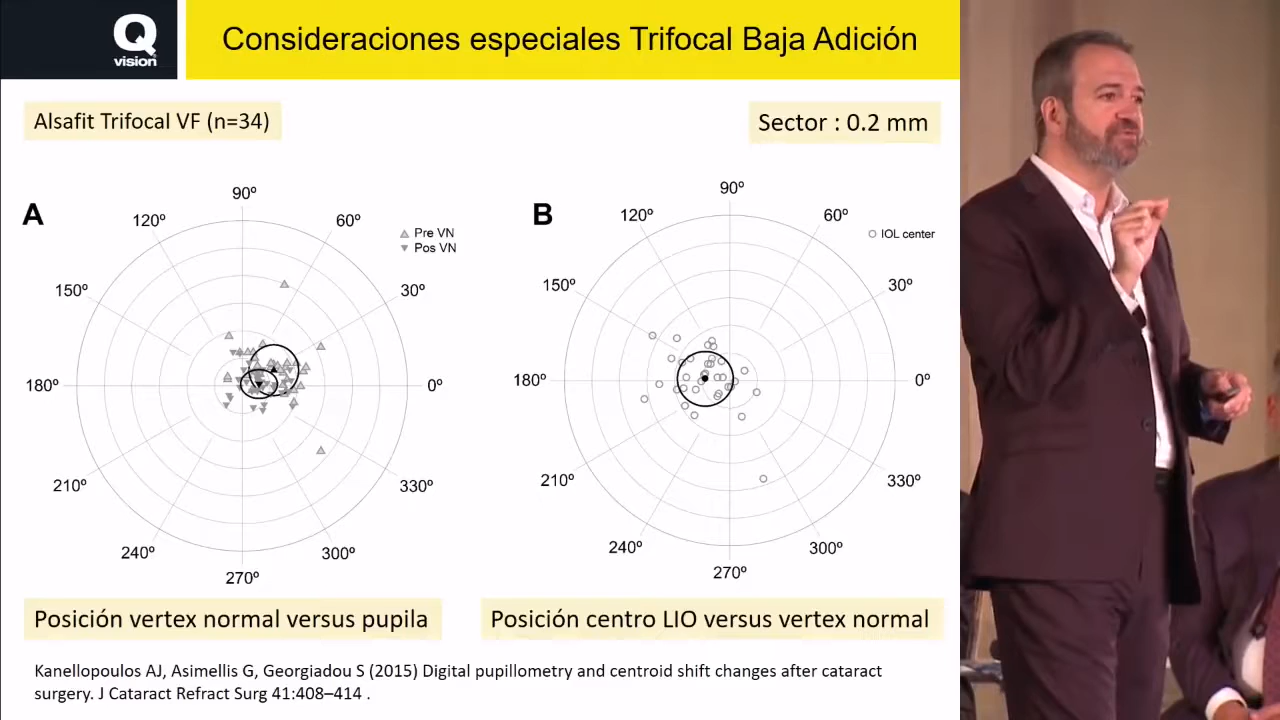 Q
vision
Consideraciones especiales Trifocal Baja Adición
Alsafit Trifocal VF (n=34)
Sector : 0.2 mm
A
90º
120º
60º
Pre VN
Pos VN
150º
30º
180º
0º
210º
330º
240º
300º
270º
B
90º
120º
60º
IOL center
150º
30º
180º
0º
210º
330º
240º
300º
270º
Posición vertex normal versus pupila
Posición centro LIO versus vertex normal
Kanellopoulos AJ, Asimellis G, Georgiadou S (2015) Digital pupillometry and centroid shift changes after cataract
surgery. J Cataract Refract Surg 41:408–414 .